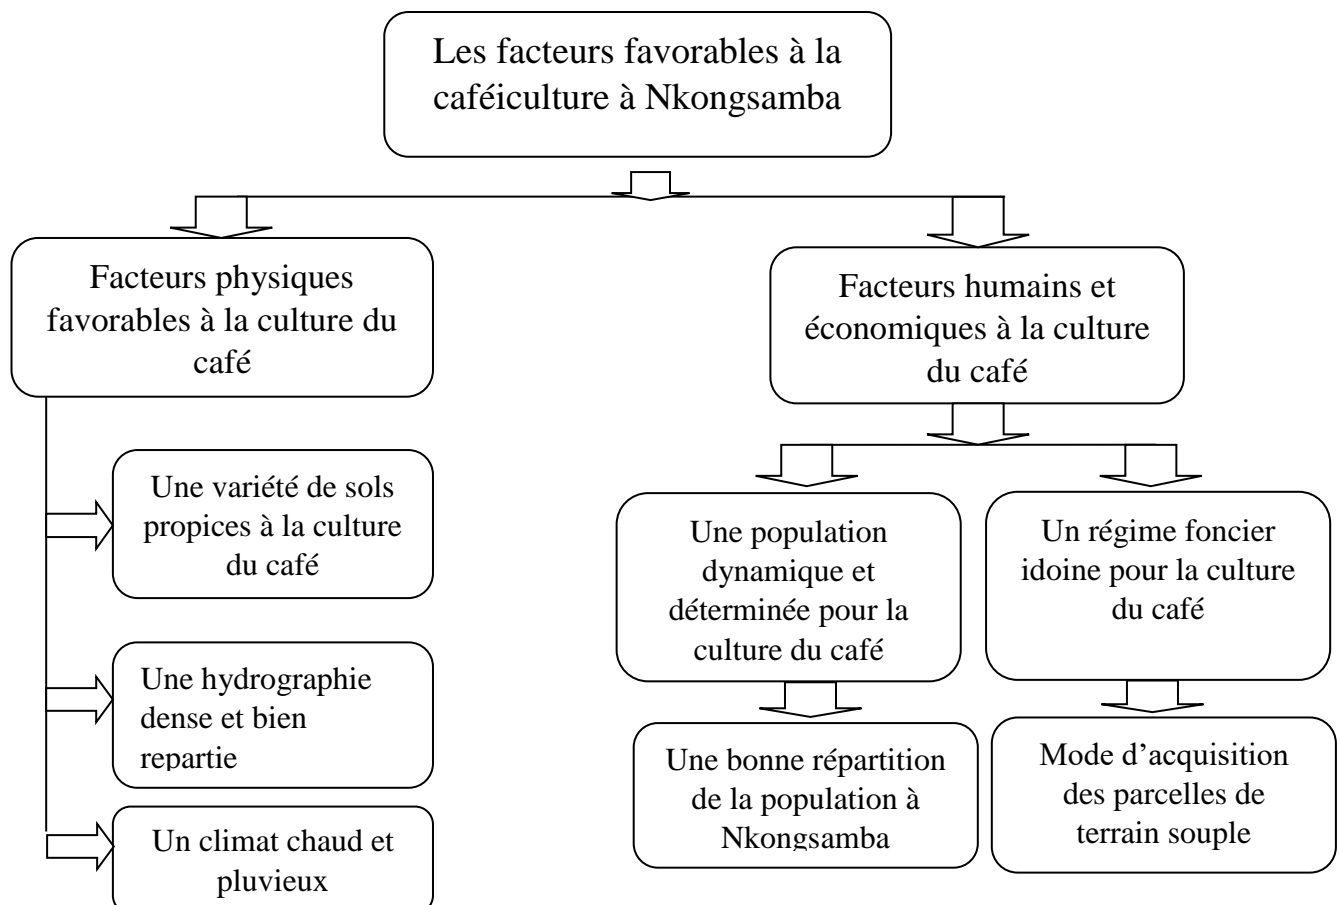 Les facteurs favorables à la
caféiculture à Nkongsamba
Facteurs physiques
favorables à la culture du
café
Facteurs humains et
économiques à la culture
du café
Une variété de sols
propices à la culture
du café
Une hydrographie
dense et bien
repartie
Un climat chaud et
pluvieux
Une population
dynamique et
déterminée pour la
culture du café
Un régime foncier
idoine pour la culture
du café
Une bonne répartition
de la population à
Nkongsamba
Mode d’acquisition
des parcelles de
terrain souple